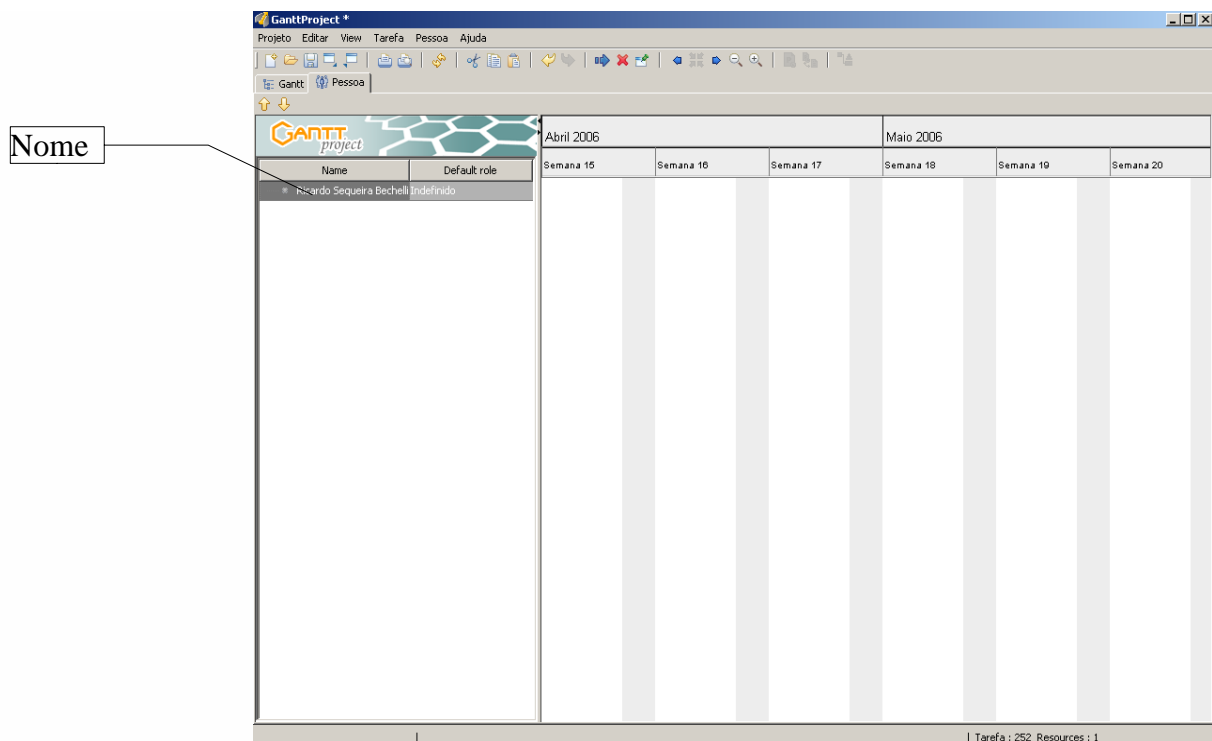 GanttProject *
Projeto Editar View Tarefa Pessoa Ajuda
Gantt Pessoa
Nome
GANTT project
Abril 2006 Maio 2006
Name Default role
Semana 15 Semana 16 Semana 17 Semana 18 Semana 19 Semana 20
Ricardo Sequeira Bechelli Indefinido
Tarefa : 252 Resources : 1